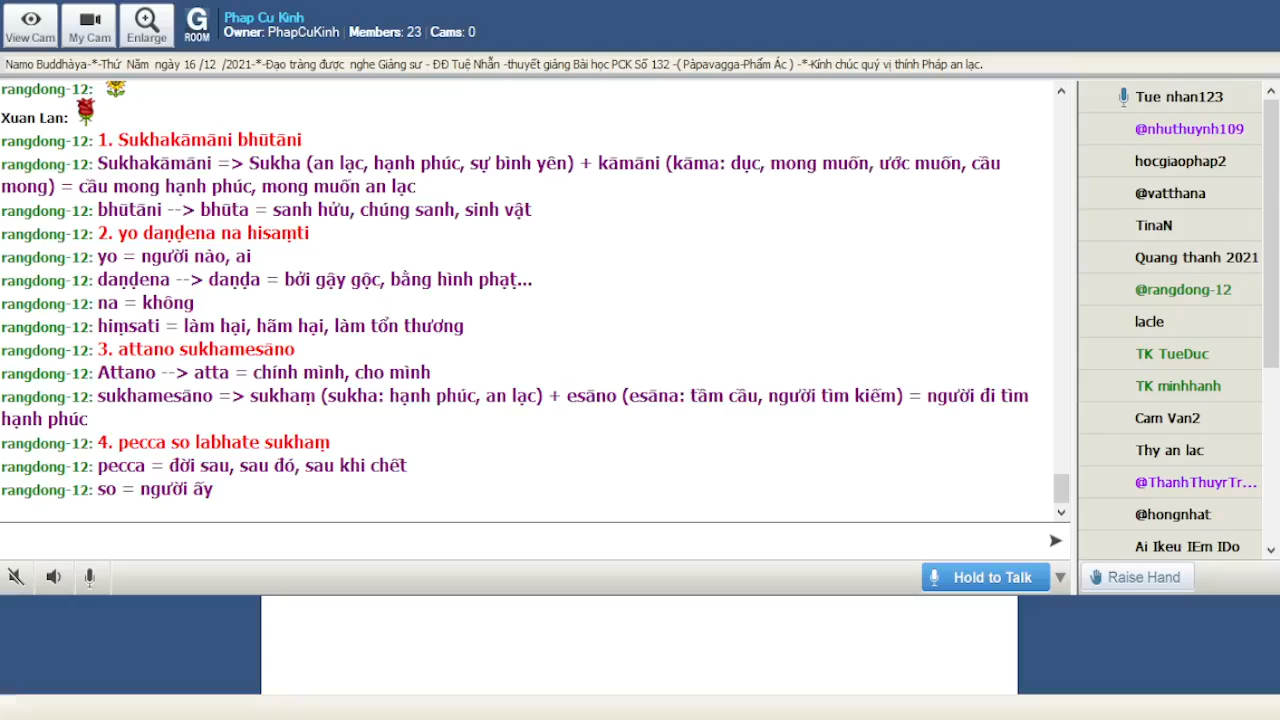 View Cam
My Cam
Enlarge
G
ROOM
Phap Cu Kinh
Owner: PhapCuKinh | Members: 23 | Cams: 0
Namo Buddhàya-*-Thứ Năm ngày 16 /12 /2021-*-Đạo tràng được nghe Giảng sư - ĐĐ Tuệ Nhẫn -thuyết giảng Bài học PCK Số 132 -( Pàpavagga-Phẩm Ác ) -*-Kính chúc quý vị thính Pháp an lạc.
rangdong-12:
Xuan Lan:
rangdong-12: 1. Sukhakāmāni bhūtāni
rangdong-12: Sukhakāmāni => Sukha (an lạc, hạnh phúc, sự bình yên) + kāmāni (kāma: dục, mong muốn, ước muốn, cầu
mong) = cầu mong hạnh phúc, mong muốn an lạc
rangdong-12: bhūtāni --> bhūta = sanh hửu, chúng sanh, sinh vật
rangdong-12: 2. yo daṇḍena na hisaṃti
rangdong-12: yo = người nào, ai
rangdong-12: daṇḍena --> daṇḍa = bởi gậy gộc, bằng hình phạt...
rangdong-12: na = không
rangdong-12: hiṃsati = làm hại, hãm hại, làm tổn thương
rangdong-12: 3. attano sukhamesāno
rangdong-12: Attano --> atta = chính mình, cho mình
rangdong-12: sukhamesāno => sukhaṃ (sukha: hạnh phúc, an lạc) + esāno (esāna: tầm cầu, người tìm kiếm) = người đi tìm
hạnh phúc
rangdong-12: 4. pecca so labhate sukhaṃ
rangdong-12: pecca = đời sau, sau đó, sau khi chết
rangdong-12: so = người ấy
Tue nhan123
@nhuthuynh109
hocgiaophap2
@vatthana
TinaN
Quang thanh 2021
@rangdong-12
lacle
TK TueDuc
TK minhhanh
Cam Van2
Thy an lac
@ThanhThuyrTr...
@hongnhat
Ai Ikeu IEm IDo
Hold to Talk
Raise Hand